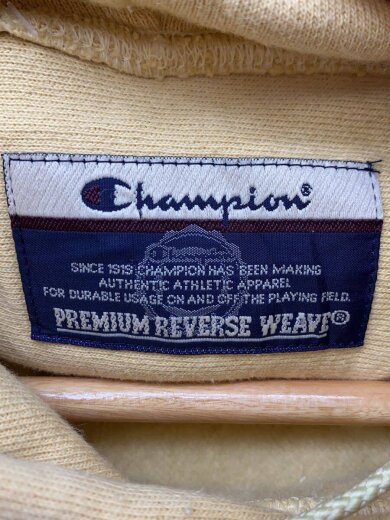 Champion®
Champion
SINCE 1919 CHAMPION HAS BEEN MAKING
AUTHENTIC ATHLETIC APPAREL
FOR DURABLE USAGE ON AND OFF THE PLAYING FIELD.
PREMIUM REVERSE WEAVE®